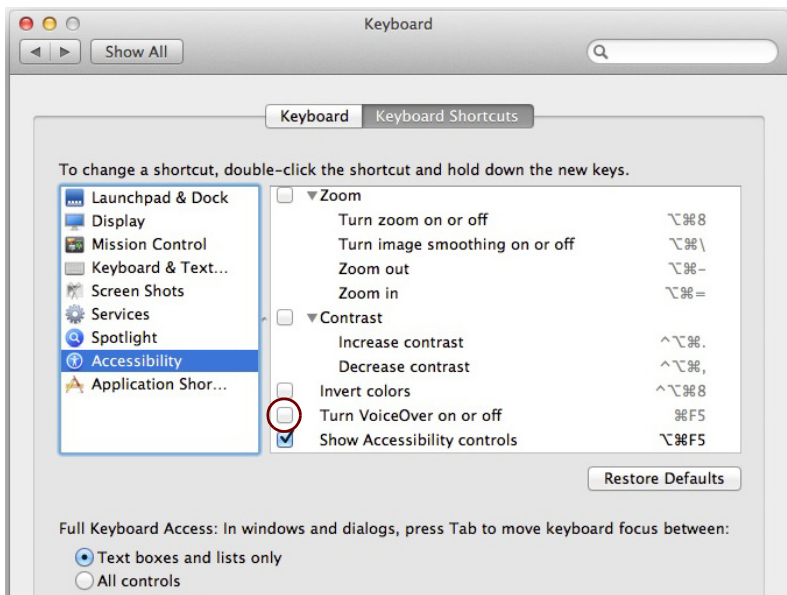 Keyboard
Show All
Keyboard Keyboard Shortcuts
To change a shortcut, double-click the shortcut and hold down the new keys.
Launchpad & Dock
Display
Mission Control
Keyboard & Text...
Screen Shots
Services
Spotlight
Accessibility
Application Shor...
Zoom
Turn zoom on or off ⌥⌘8
Turn image smoothing on or off ⌥⌘\
Zoom out ⌥⌘-
Zoom in ⌥⌘=
Contrast
Increase contrast ^⌥⌘.
Decrease contrast ^⌥⌘,
Invert colors ^⌥⌘8
Turn VoiceOver on or off ⌘F5
Show Accessibility controls ⌥⌘F5
Restore Defaults
Full Keyboard Access: In windows and dialogs, press Tab to move keyboard focus between:
Text boxes and lists only
All controls